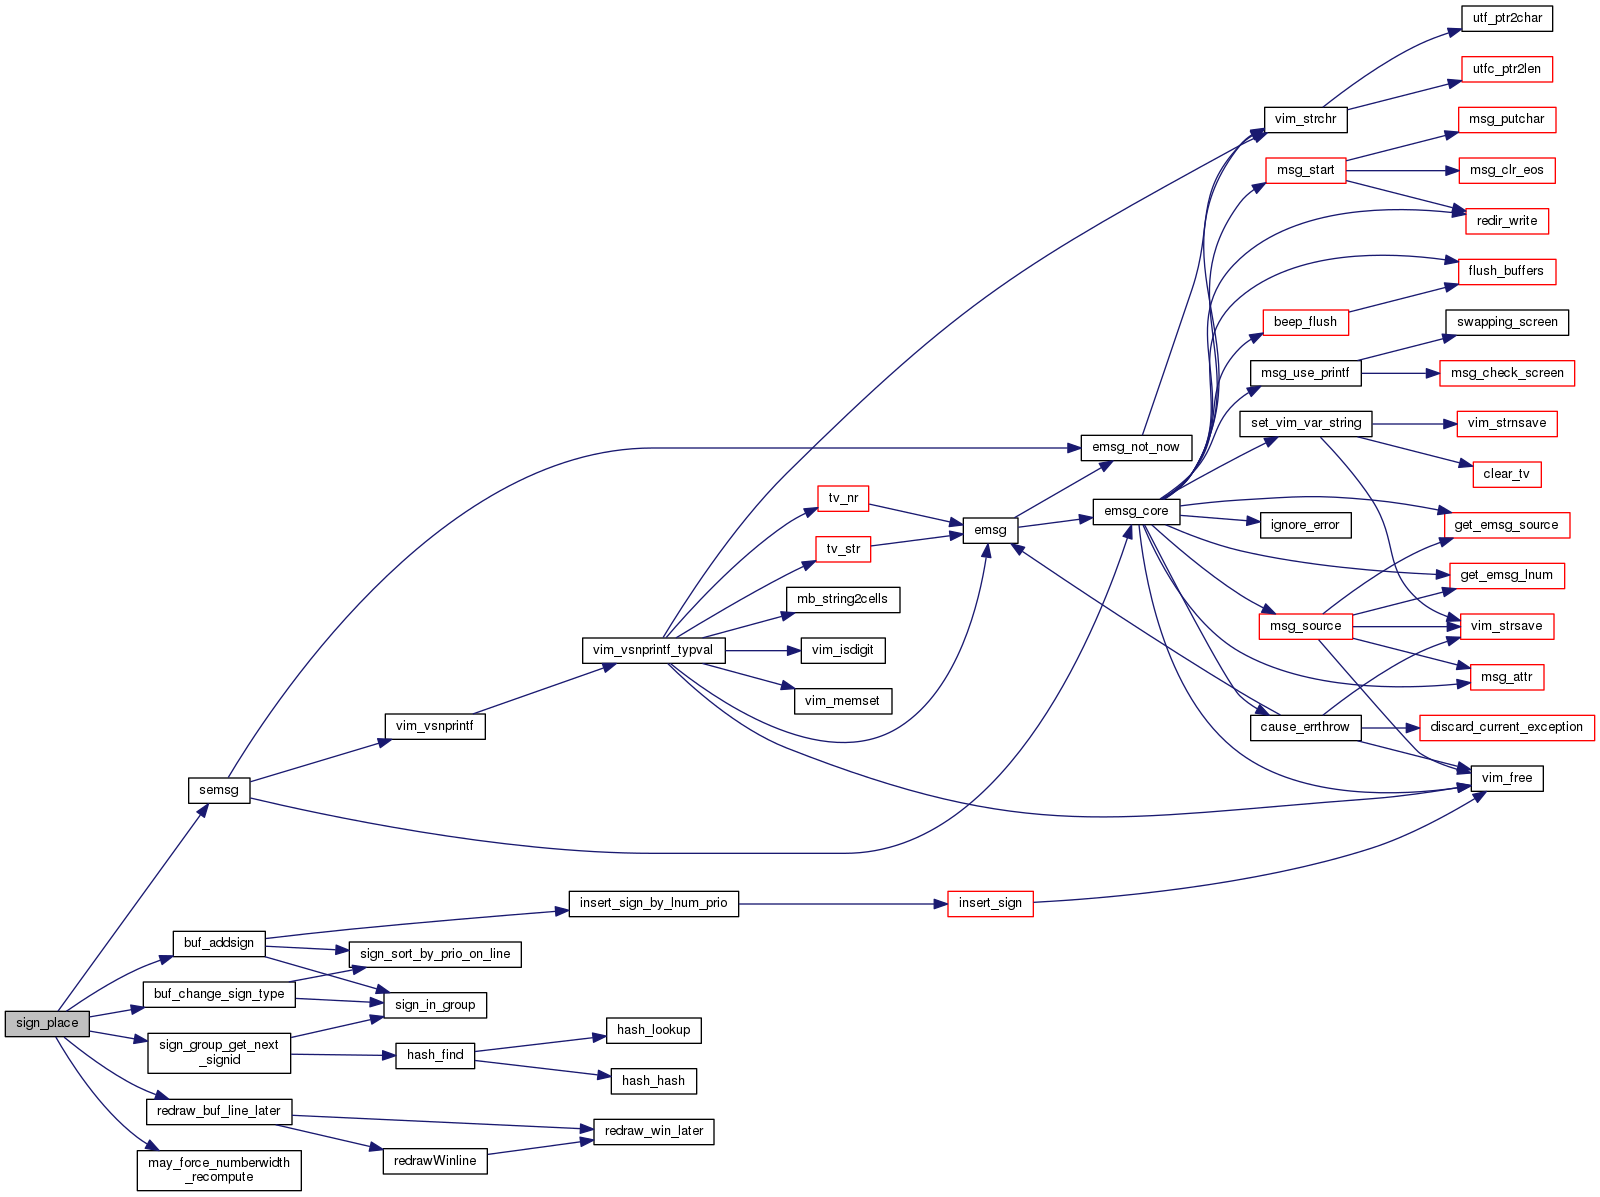 utf_ptr2char
utfc_ptr2len
vim_strchr
msg_putchar
msg_start
msg_clr_eos
redir_write
flush_buffers
beep_flush
swapping_screen
msg_use_printf
msg_check_screen
set_vim_var_string
vim_strnsave
emsg_not_now
clear_tv
tv_nr
emsg_core
emsg
ignore_error
get_emsg_source
tv_str
get_emsg_lnum
mb_string2cells
msg_source
vim_strsave
vim_vsnprintf_typval
vim_isdigit
msg_attr
vim_memset
vim_vsnprintf
cause_errthrow
discard_current_exception
semsg
vim_free
insert_sign_by_lnum_prio
insert_sign
buf_addsign
sign_sort_by_prio_on_line
buf_change_sign_type
sign_in_group
sign_place
hash_lookup
sign_group_get_next
_signid
hash_find
hash_hash
redraw_buf_line_later
redraw_win_later
redrawWinline
may_force_numberwidth
_recompute